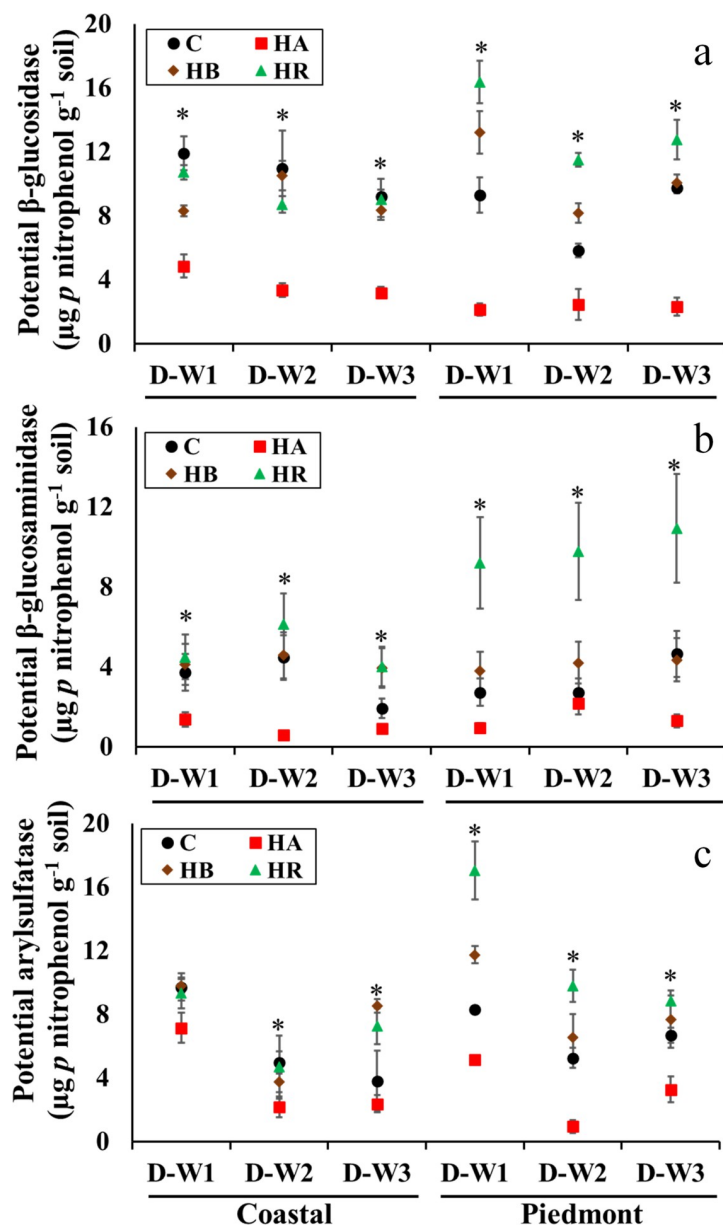 a
Potential β-glucosidase
(µg p nitrophenol g-1 soil)
20
16
12
8
4
0
C HA
HB HR
* * * * * *
D-W1 D-W2 D-W3 D-W1 D-W2 D-W3
b
Potential β-glucosaminidase
(µg p nitrophenol g-1 soil)
16
12
8
4
0
C HA
HB HR
* * * * * *
D-W1 D-W2 D-W3 D-W1 D-W2 D-W3
c
Potential arylsulfatase
(µg p nitrophenol g-1 soil)
20
16
12
8
4
0
C HA
HB HR
* * * * *
D-W1 D-W2 D-W3 D-W1 D-W2 D-W3
Coastal Piedmont